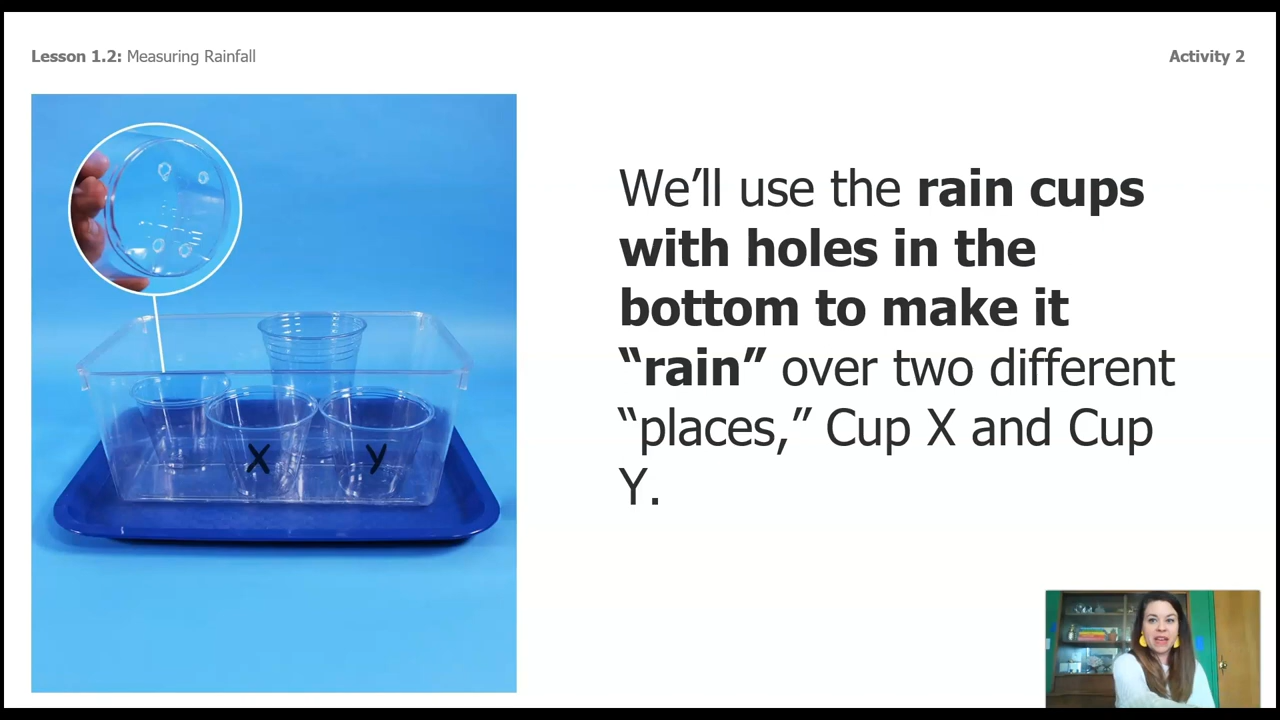 Lesson 1.2: Measuring Rainfall
Activity 2
We’ll use the rain cups
with holes in the
bottom to make it
“rain” over two different
“places,” Cup X and Cup
Y.
X
Y